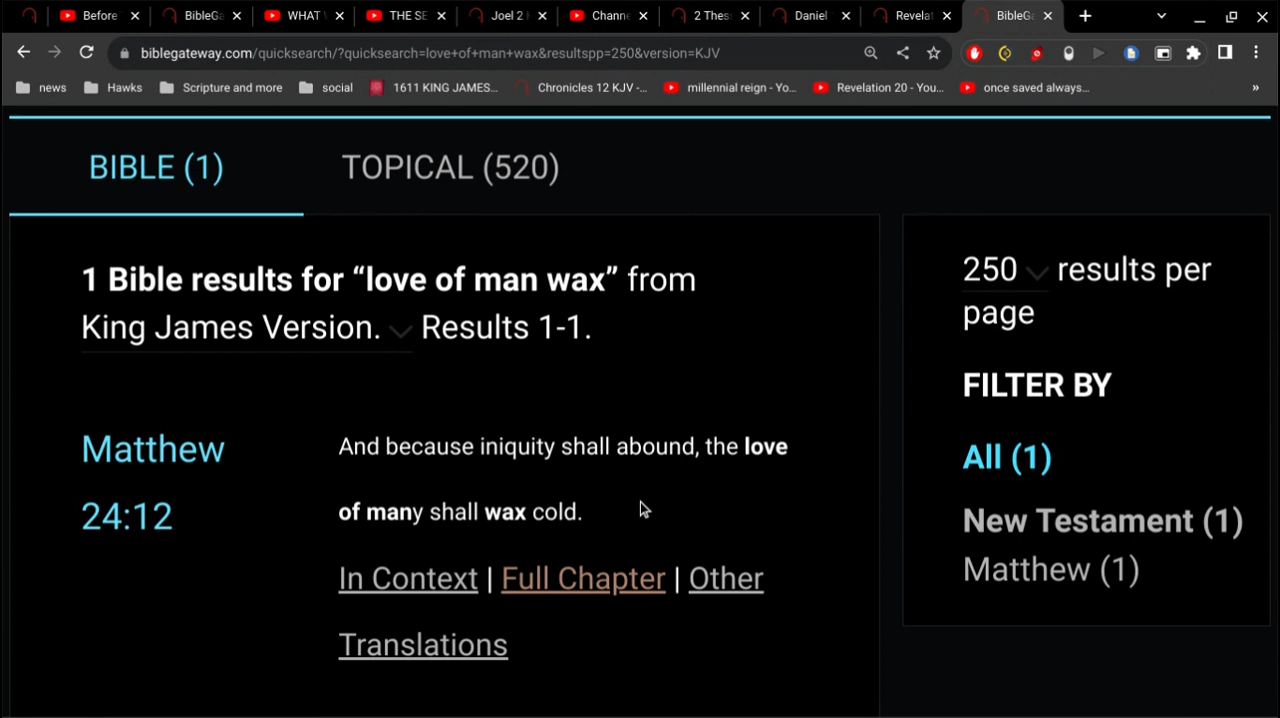 Before
BibleGa
WHAT
THE SE
Joel 2
Channe
2 Thess
Daniel
Revelat
BibleGa
biblegateway.com/quicksearch/?quicksearch=love+of+man+wax&resultspp=250&version=KJV
news
Hawks
Scripture and more
social
1611 KING JAMES...
Chronicles 12 KJV -...
millennial reign - Yo...
Revelation 20 - You...
once saved always...
»
BIBLE (1)
TOPICAL (520)
1 Bible results for “love of man wax” from
King James Version. Results 1-1.
Matthew
24:12
And because iniquity shall abound, the love
of many shall wax cold.
In Context | Full Chapter | Other
Translations
250 results per
page
FILTER BY
All (1)
New Testament (1)
Matthew (1)